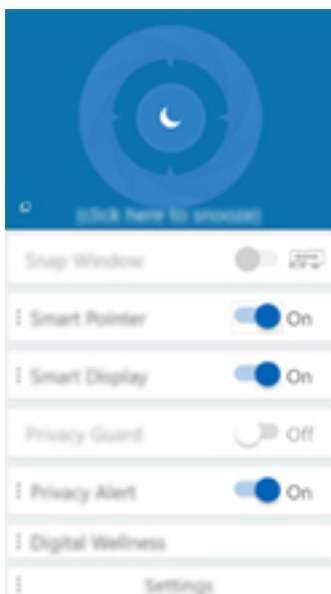 (click here to snooze)
Snap Window
Smart Pointer On
Smart Display On
Privacy Guard Off
Privacy Alert On
Digital Wellness
Settings